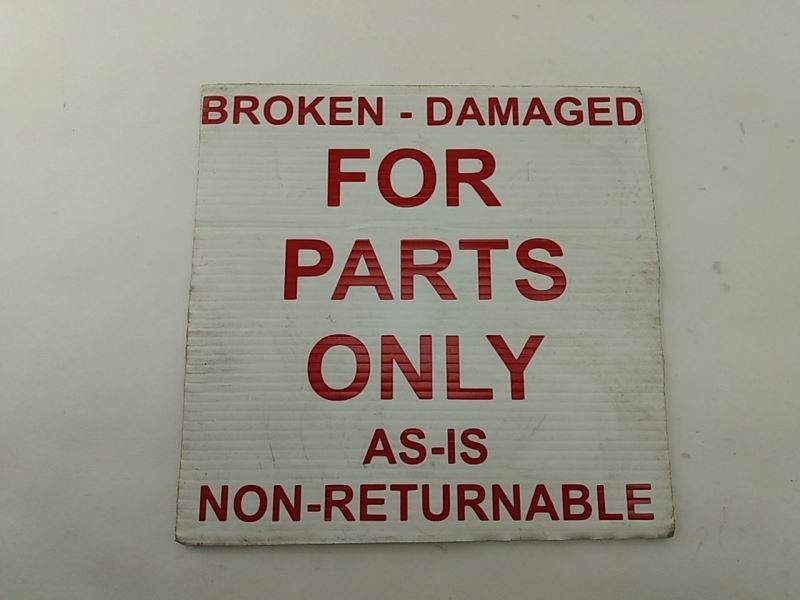 BROKEN - DAMAGED
FOR
PARTS
ONLY
AS-IS
NON-RETURNABLE